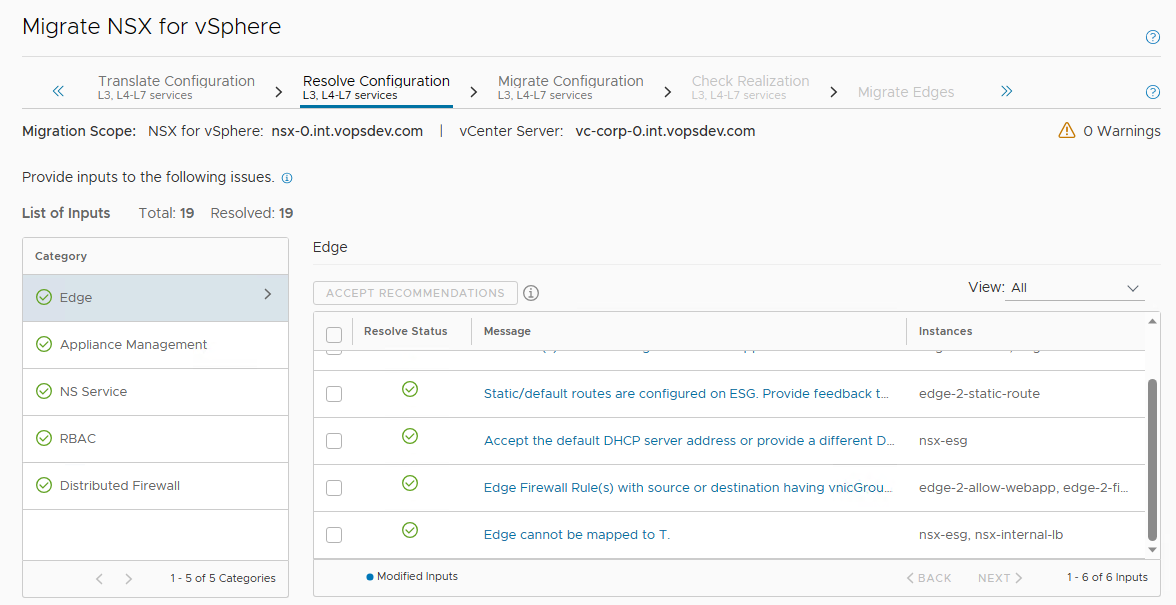 Migrate NSX for vSphere
Translate Configuration
L3, L4-L7 services
Resolve Configuration
L3, L4-L7 services
Migrate Configuration
L3, L4-L7 services
Check Realization
L3, L4-L7 services
Migrate Edges
Migration Scope: NSX for vSphere: nsx-0.int.vopsdev.com | vCenter Server: vc-corp-0.int.vopsdev.com
0 Warnings
Provide inputs to the following issues.
List of Inputs Total: 19 Resolved: 19
Category
Edge
Appliance Management
NS Service
RBAC
Distributed Firewall
1 - 5 of 5 Categories
Edge
ACCEPT RECOMMENDATIONS
View: All
Resolve Status Message Instances
Static/default routes are configured on ESG. Provide feedback t... edge-2-static-route
Accept the default DHCP server address or provide a different D... nsx-esg
Edge Firewall Rule(s) with source or destination having vnicGrou... edge-2-allow-webapp, edge-2-fi...
Edge cannot be mapped to T. nsx-esg, nsx-internal-lb
Modified Inputs
BACK NEXT 1 - 6 of 6 Inputs